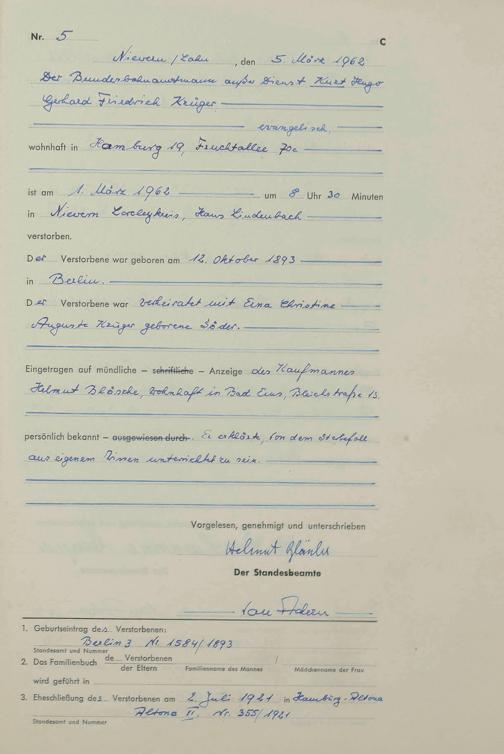 Nr. 5
C
Nievern/Lahn, den 5. März 1962
Der Bundesbahnamtmann außer Dienst Kurt Hugo
Gerhard Friedrich Krüger
evangelisch,
wohnhaft in Hamburg 19, Fruchtallee 70a
ist am 1. März 1962 um 8 Uhr 30 Minuten
in Nievern Loreleykreis, Haus Lindenbach
verstorben.
Der Verstorbene war geboren am 12. Oktober 1893
in Berlin.
Der Verstorbene war verheiratet mit Erna Christine
Auguste Krüger geborene Söder.
Eingetragen auf mündliche – schriftliche – Anzeige des Kaufmannes
Helmut Bläsche, wohnhaft in Bad Ems, Bleichstraße 13.
persönlich bekannt – ausgewiesen durch. Er erklärte, von dem Sterbefall
aus eigenem Wissen unterrichtet zu sein.
Vorgelesen, genehmigt und unterschrieben
Helmut
Der Standesbeamte
1. Geburtseintrag des Verstorbenen:
Berlin 3 Nr. 1584/1893
Standesamt und Nummer
2. Das Familienbuch de Verstorbenen /
der Eltern Familienname des Mannes Mädchenname der Frau
wird geführt in
3. Eheschließung des Verstorbenen am 2. Juli 1921 in Hamburg-Altona
Altona II. Nr. 355/1921
Standesamt und Nummer